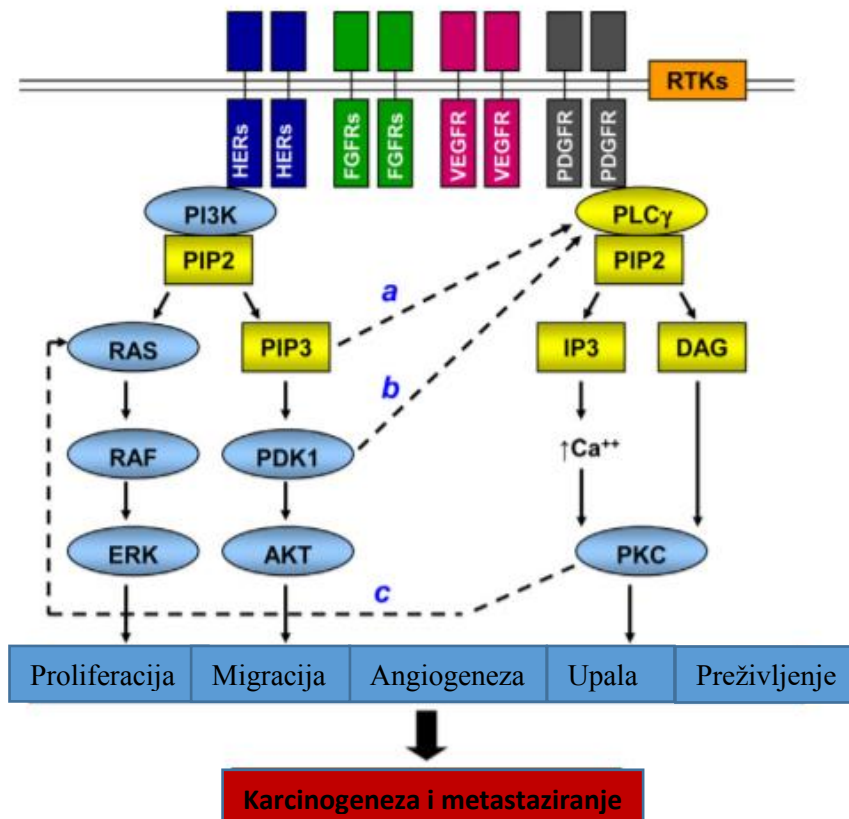 RTKs
HERs
HERs
FGFRs
FGFRs
VEGFR
VEGFR
PDGFR
PDGFR
PI3K
PLCγ
PIP2
PIP2
a
RAS
PIP3
IP3
DAG
b
RAF
PDK1
↑Ca++
ERK
AKT
PKC
c
Proliferacija Migracija Angiogeneza Upala Preživljenje
Karcinogeneza i metastaziranje